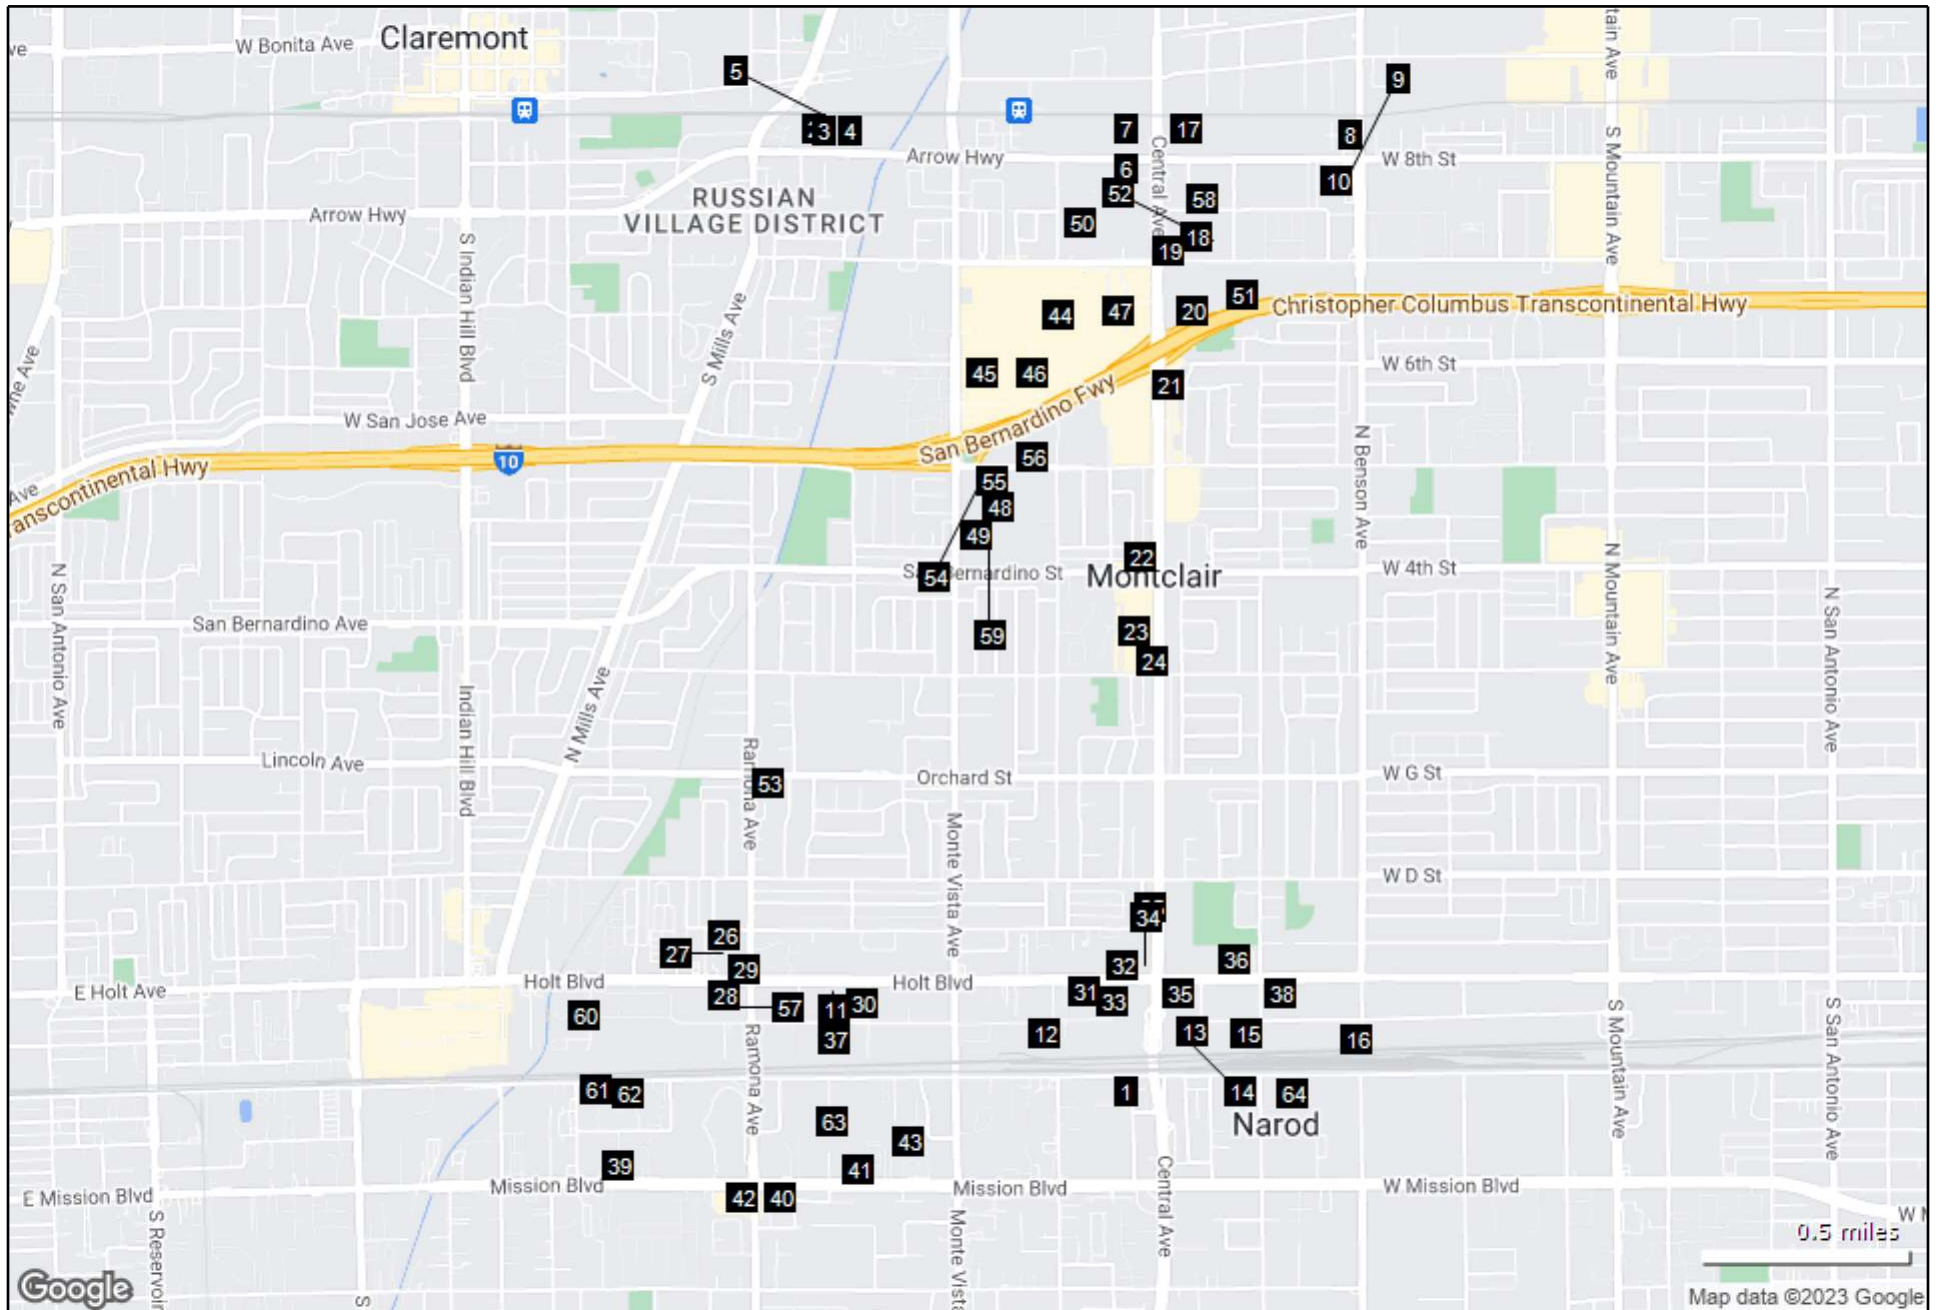 W Bonita Ave
Claremont
5
9
3
4
7
17
8
Arrow Hwy
W 8th St
6
10
52
58
RUSSIAN
VILLAGE DISTRICT
Arrow Hwy
50
18
19
Central Ave
S Mountain Ave
S Indian Hill Blvd
S Mills Ave
51
44
47
20
Christopher Columbus Transcontinental Hwy
45
46
21
W 6th St
W San Jose Ave
San Bernardino Fwy
10
56
55
48
49
N Benson Ave
22
54
Montclair
W 4th St
N San Antonio Ave
San Bernardino Ave
23
59
24
N Mountain Ave
N San Antonio Ave
Indian Hill Blvd
N Mills Ave
Lincoln Ave
Ramona Ave
53
Orchard St
W G St
Monte Vista Ave
W D St
34
26
27
29
32
36
E Holt Ave
Holt Blvd
Holt Blvd
28
57
11
30
31
33
35
38
60
37
12
13
15
16
S Mountain Ave
S San Antonio Ave
Ramona Ave
61
62
1
14
64
63
43
Narod
39
41
E Mission Blvd
Mission Blvd
42
40
Mission Blvd
W Mission Blvd
Central Ave
0.5 miles
Google
Map data ©2023 Google